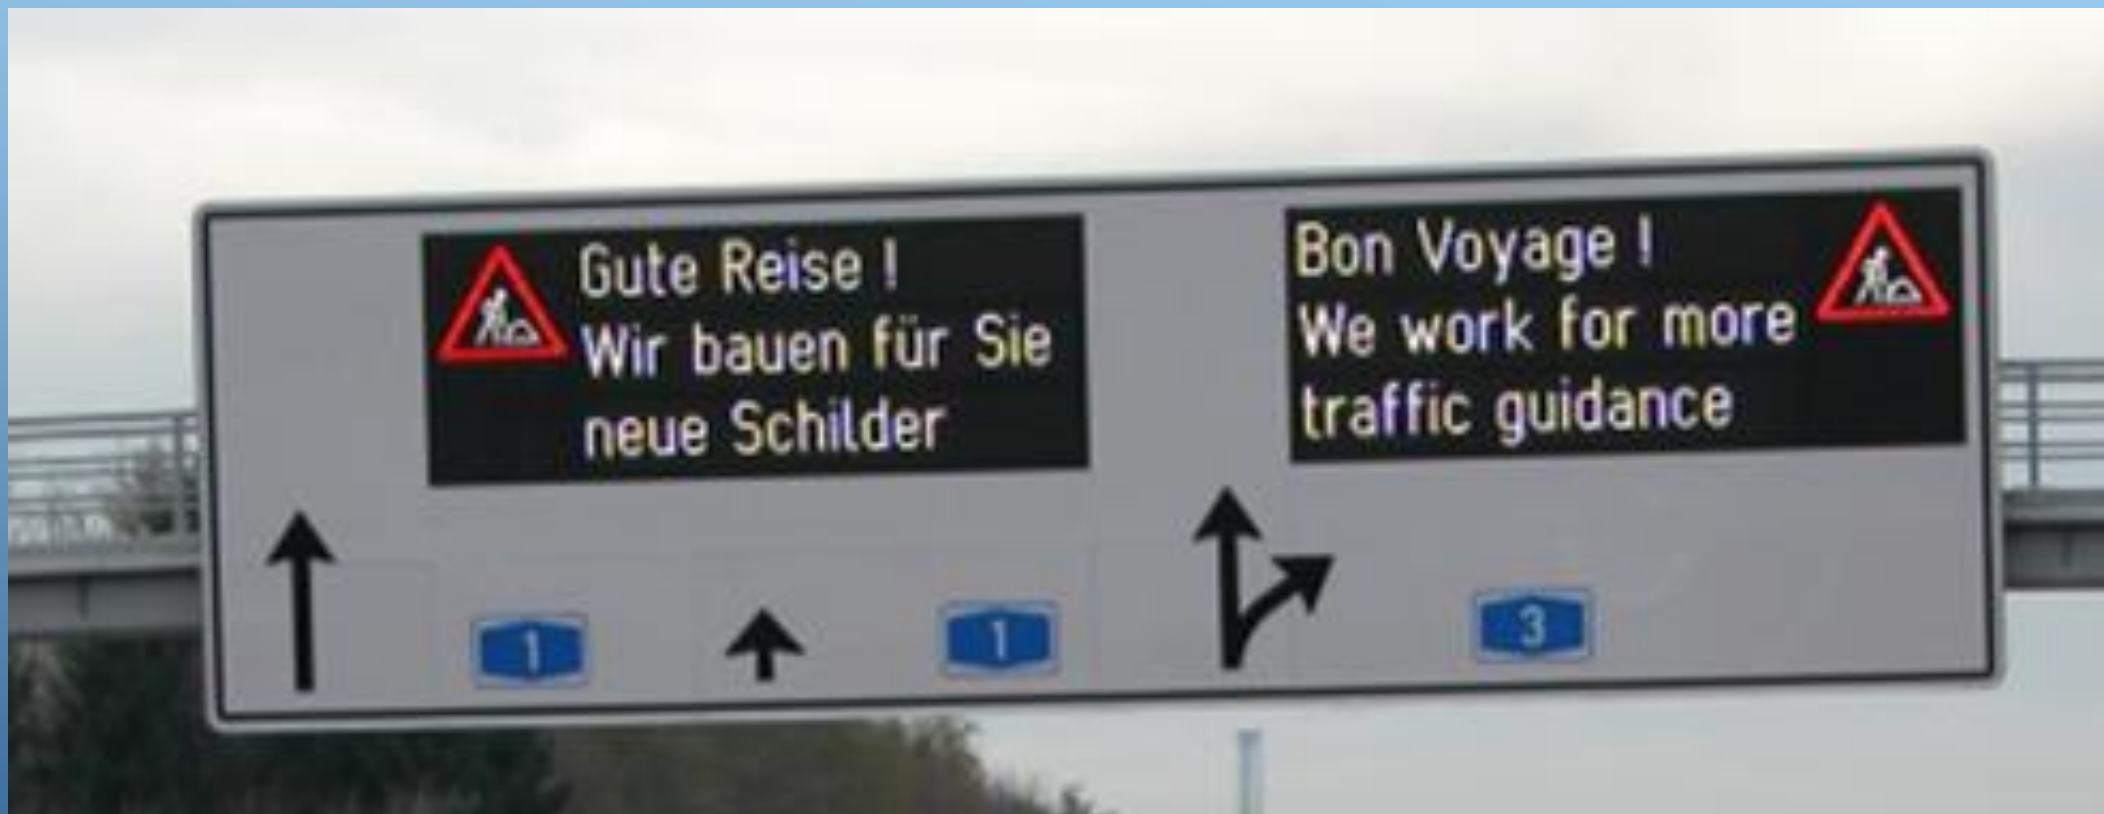 Gute Reise !
Wir bauen für Sie
neue Schilder
Bon Voyage !
We work for more
traffic guidance
1
1
3